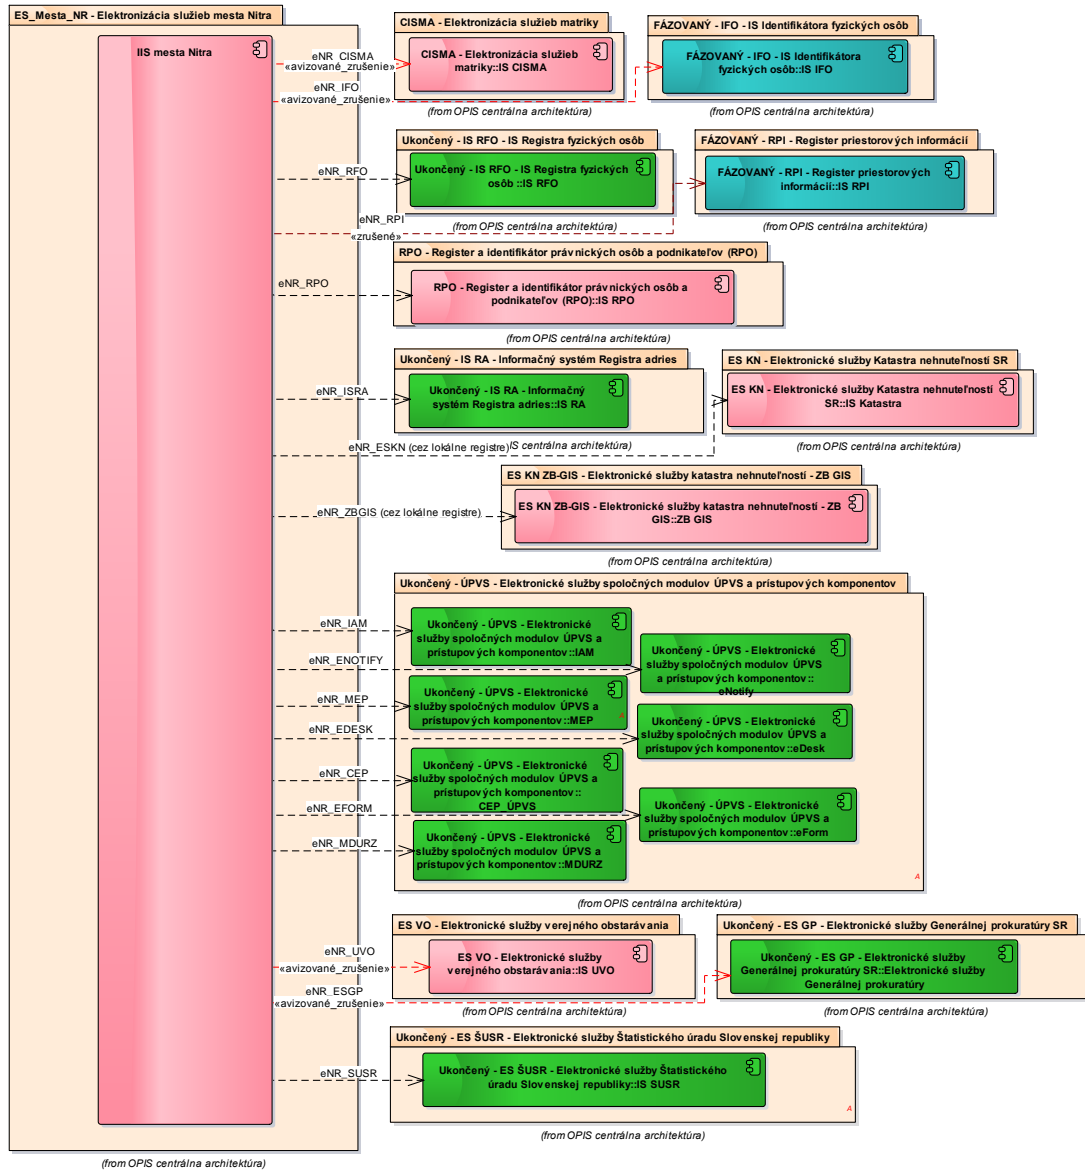 ES_Mesta_NR - Elektronizácia služieb mesta Nitra
IIS mesta Nitra
(from OPIS centrálna architektúra)
CISMA - Elektronizácia služieb matriky
eNR_CISMA
«avizované_zrušenie»
CISMA - Elektronizácia služieb
matriky::IS CISMA
(from OPIS centrálna architektúra)
FÁZOVANÝ - IFO - IS Identifikátora fyzických osôb
eNR_IFO
«avizované_zrušenie»
FÁZOVANÝ - IFO - IS Identifikátora
fyzických osôb::IS IFO
(from OPIS centrálna architektúra)
Ukončený - IS RFO - IS Registra fyzických osôb
eNR_RFO
Ukončený - IS RFO - IS Registra fyzických
osôb ::IS RFO
(from OPIS centrálna architektúra)
FÁZOVANÝ - RPI - Register priestorových informácií
eNR_RPI
«zrušené»
FÁZOVANÝ - RPI - Register priestorových
informácií::IS RPI
(from OPIS centrálna architektúra)
RPO - Register a identifikátor právnických osôb a podnikateľov (RPO)
eNR_RPO
RPO - Register a identifikátor právnických osôb a
podnikateľov (RPO)::IS RPO
(from OPIS centrálna architektúra)
Ukončený - IS RA - Informačný systém Registra adries
eNR_ISRA
Ukončený - IS RA - Informačný
systém Registra adries::IS RA
IS centrálna architektúra)
ES KN - Elektronické služby Katastra nehnuteľností SR
eNR_ESKN (cez lokálne registre)
ES KN - Elektronické služby Katastra nehnuteľností
SR::IS Katastra
(from OPIS centrálna architektúra)
ES KN ZB-GIS - Elektronické služby katastra nehnuteľností - ZB GIS
eNR_ZBGIS (cez lokálne registre)
ES KN ZB-GIS - Elektronické služby katastra nehnuteľností - ZB
GIS::ZB GIS
(from OPIS centrálna architektúra)
Ukončený - ÚPVS - Elektronické služby spoločných modulov ÚPVS a prístupových komponentov
eNR_IAM
Ukončený - ÚPVS - Elektronické
služby spoločných modulov ÚPVS a
prístupových komponentov::IAM
eNR_ENOTIFY
Ukončený - ÚPVS - Elektronické
služby spoločných modulov ÚPVS
a prístupových komponentov::
eNotify
eNR_MEP
Ukončený - ÚPVS - Elektronické
služby spoločných modulov ÚPVS a
prístupových komponentov::MEP
A
eNR_EDESK
Ukončený - ÚPVS - Elektronické
služby spoločných modulov ÚPVS a
prístupových komponentov::eDesk
eNR_CEP
Ukončený - ÚPVS - Elektronické
služby spoločných modulov ÚPVS a
prístupových komponentov::
CEP_ÚPVS
eNR_EFORM
Ukončený - ÚPVS - Elektronické
služby spoločných modulov ÚPVS a
prístupových komponentov::eForm
eNR_MDURZ
Ukončený - ÚPVS - Elektronické
služby spoločných modulov ÚPVS a
prístupových komponentov::MDURZ
A
(from OPIS centrálna architektúra)
ES VO - Elektronické služby verejného obstarávania
eNR_UVO
«avizované_zrušenie»
ES VO - Elektronické služby
verejného obstarávania::IS UVO
(from OPIS centrálna architektúra)
Ukončený - ES GP - Elektronické služby Generálnej prokuratúry SR
eNR_ESGP
«avizované_zrušenie»
Ukončený - ES GP - Elektronické služby
Generálnej prokuratúry SR::Elektronické služby
Generálnej prokuratúry
(from OPIS centrálna architektúra)
Ukončený - ES ŠUSR - Elektronické služby Štatistického úradu Slovenskej republiky
eNR_SUSR
Ukončený - ES ŠUSR - Elektronické služby Štatistického
úradu Slovenskej republiky::IS SUSR
A
(from OPIS centrálna architektúra)